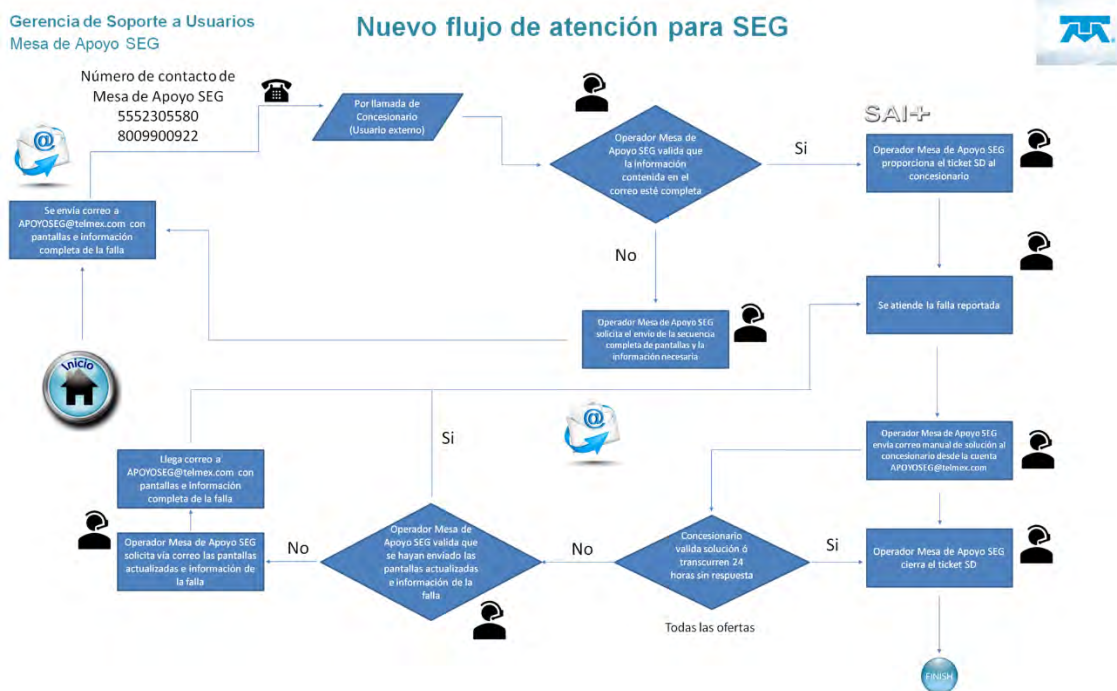 Gerencia de Soporte a Usuarios
Mesa de Apoyo SEG
Nuevo flujo de atención para SEG
Número de contacto de
Mesa de Apoyo SEG
5552305580
8009900922
Por llamada de
Concesionario
(Usuario externo)
Operador Mesa de
Apoyo SEG valida que
la información
contenida en el
correo esté completa
Si
SAI+
Operador Mesa de Apoyo SEG
proporciona el ticket SD al
concesionario
Se envía correo a
APOYOSEG@telmex.com con
pantallas e información
completa de la falla
No
Se atiende la falla reportada
Operador Mesa de Apoyo SEG
solicita el envio de la secuencia
completa de pantallas y la
información necesaria
Inicio
Si
Operador Mesa de Apoyo SEG
envía correo manual de solución al
concesionario desde la cuenta
APOYOSEG@telmex.com
Llega correo a
APOYOSEG@telmex.com con
pantallas e información
completa de la falla
Operador Mesa de Apoyo SEG
solicita vía correo las pantallas
actualizadas e información de
la falla
No
Operador Mesa de
Apoyo SEG valida que
se hayan enviado las
pantallas actualizadas
e información de la
falla
No
Concesionario
valida solución ó
transcurren 24
horas sin respuesta
Si
Operador Mesa de Apoyo SEG
cierra el ticket SD
Todas las ofertas
FINISH